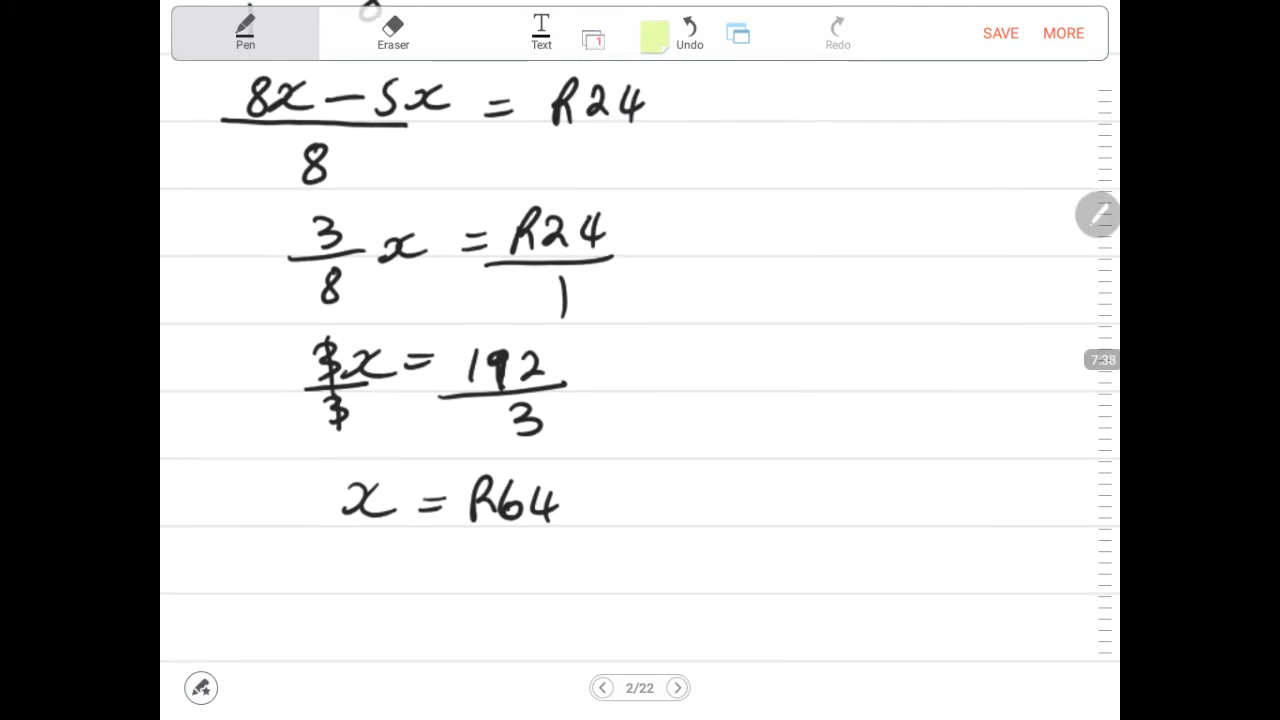 Pen Eraser Text 1 Undo Redo SAVE MORE
8x - 5x = R24
8
3 x = R24
8 1
3x = 192
3 3
x = R64
7:38
2/22